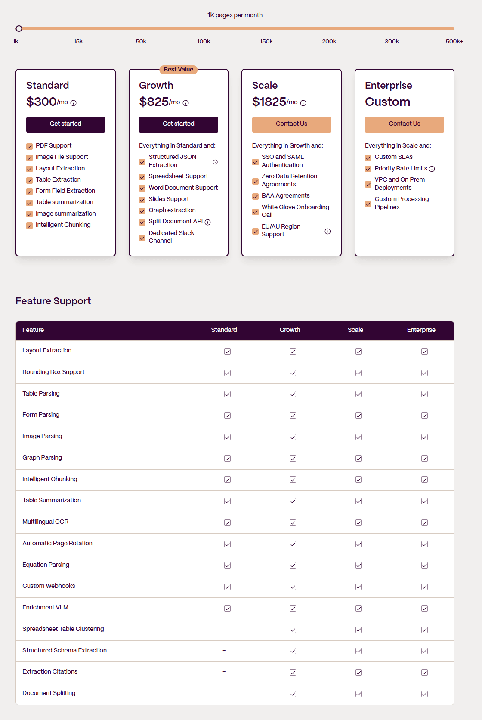 1k pages per month
1k 15k 50k 100k 150k 200k 300k 500k+
Best Value
Standard
$300/mo
Get started
PDF Support
Image File Support
Layout Extraction
Table Extraction
Form Field Extraction
Table summarization
Image summarization
Intelligent Chunking
Growth
$825/mo
Get started
Everything in Standard and:
Structured JSON
Extraction
Spreadsheet Support
Word Document Support
Slides Support
Graph extraction
Split Document API
Dedicated Slack
Channel
Scale
$1825/mo
Contact Us
Everything in Growth and:
SSO and SAML
Authentication
Zero Data Retention
Agreements
BAA Agreements
White Glove Onboarding
Call
EU/AU Region
Support
Enterprise
Custom
Contact Us
Everything in Scale and:
Custom SLAs
Priority Rate Limits
VPC and On Prem
Deployments
Custom Processing
Pipelines
Feature Support
Feature Standard Growth Scale Enterprise
Layout Extraction
Bounding Box Support
Table Parsing
Form Parsing
Image Parsing
Graph Parsing
Intelligent Chunking
Table Summarization
Multilingual OCR
Automatic Page Rotation
Equation Parsing
Custom Webhooks
Enrichment VLM
Spreadsheet Table Clustering
Structured Schema Extraction –
Extraction Citations –
Document Splitting